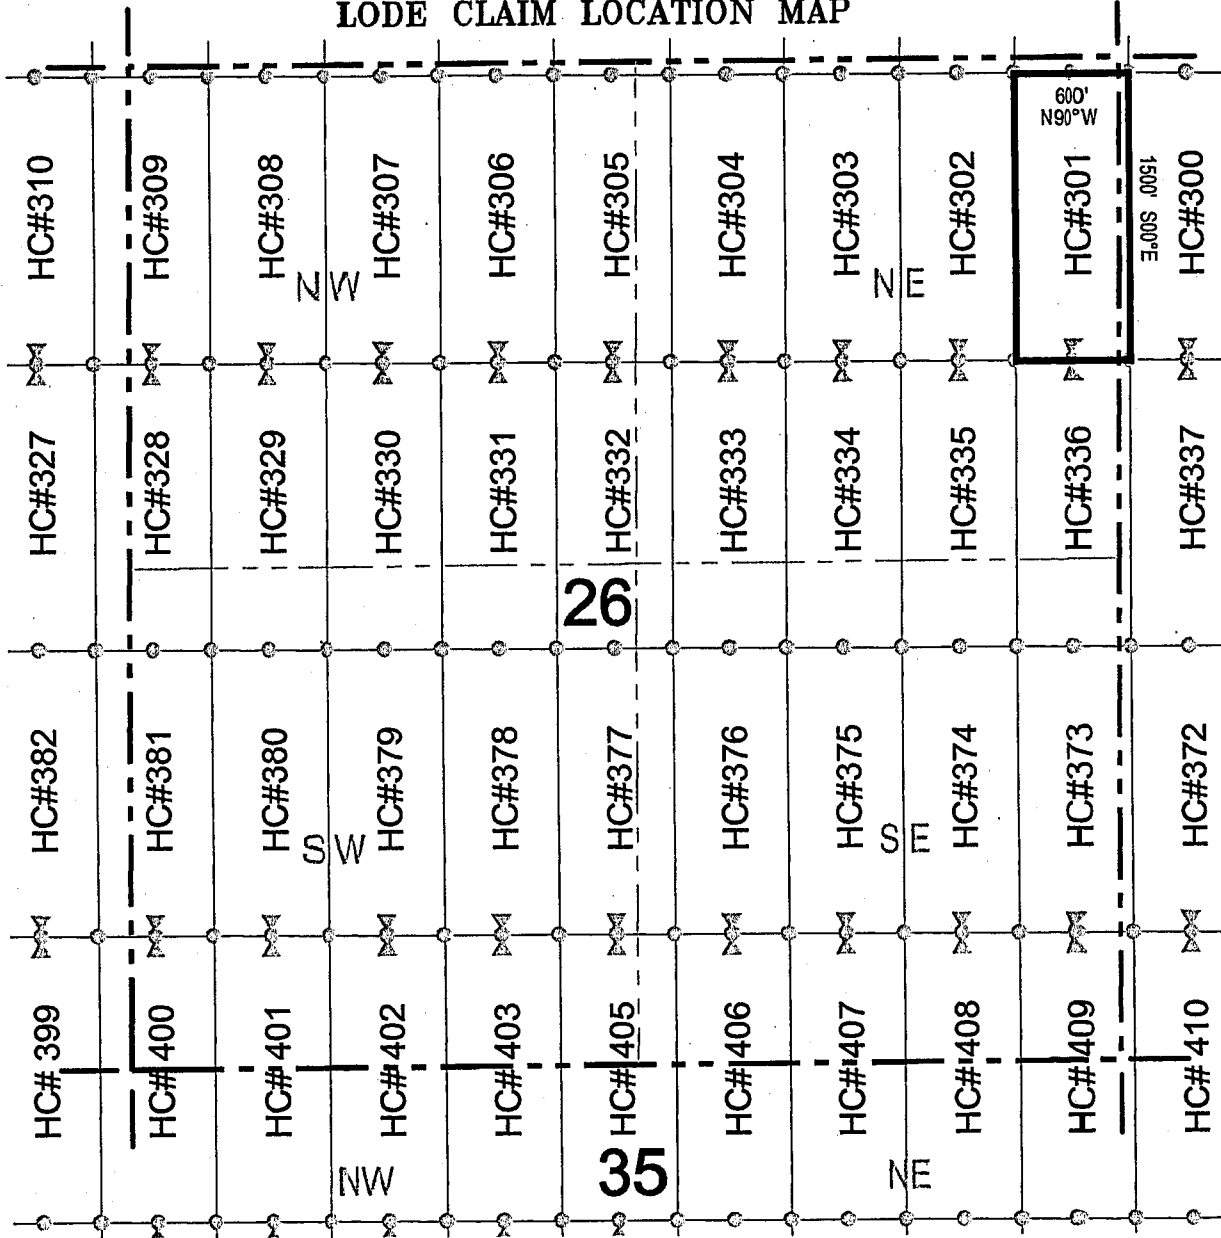 LODE CLAIM LOCATION MAP
600'
N90°W
HC#310 HC#309 HC#308 HC#307 HC#306 HC#305 HC#304 HC#303 HC#302 HC#301 1500' S00°E HC#300
NW NE
HC#327 HC#328 HC#329 HC#330 HC#331 HC#332 HC#333 HC#334 HC#335 HC#336 HC#337
26
HC#382 HC#381 HC#380 HC#379 HC#378 HC#377 HC#376 HC#375 HC#374 HC#373 HC#372
SW SE
HC#399 HC#400 HC#401 HC#402 HC#403 HC#405 HC#406 HC#407 HC#408 HC#409 HC#410
NW 35 NE